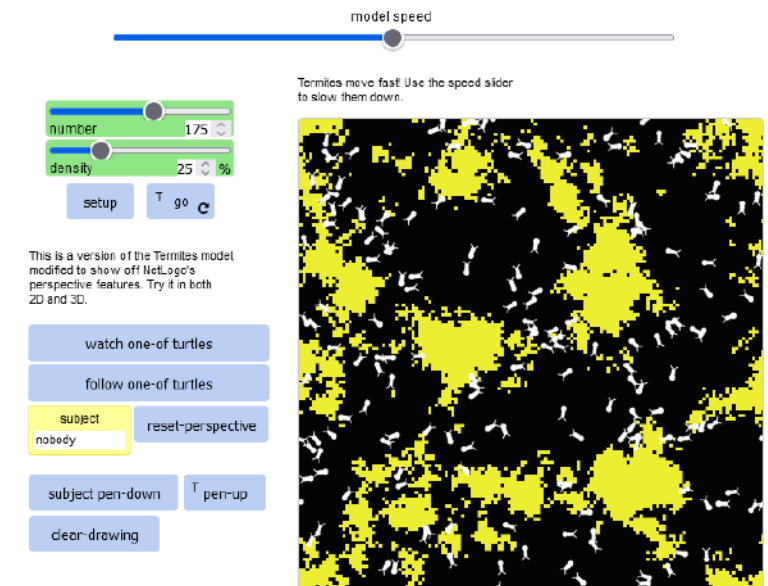 model speed
Termites move fast! Use the speed slider
to slow them down.
number 175
density 25 %
setup
T go
This is a version of the Termites model,
modified to show off NetLogo's
perspective features. Try it in both
2D and 3D.
watch one-of turtles
follow one-of turtles
subject
nobody
reset-perspective
subject pen-down
T pen-up
clear-drawing